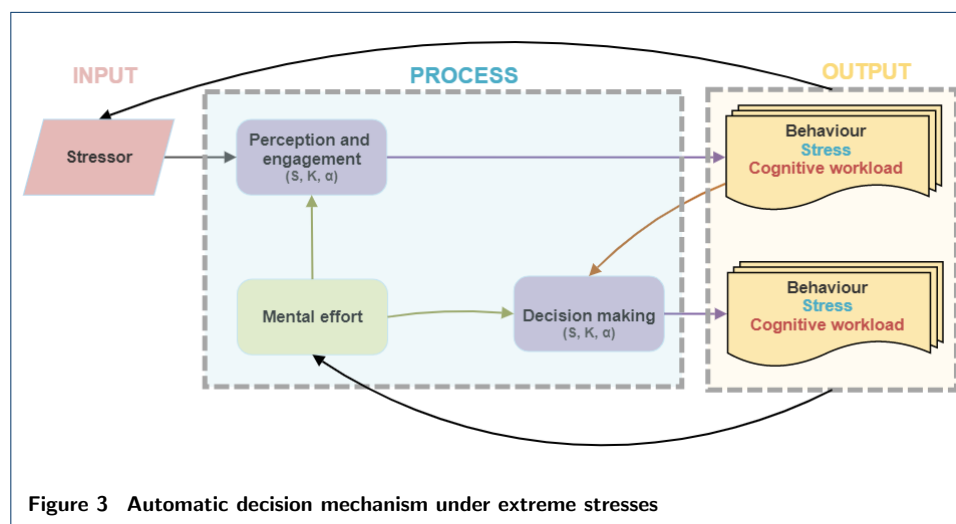 INPUT
PROCESS
OUTPUT
Stressor
Perception and
engagement
(S, K, α)
Behaviour
Stress
Cognitive workload
Mental effort
Decision making
(S, K, α)
Behaviour
Stress
Cognitive workload
Figure 3 Automatic decision mechanism under extreme stresses